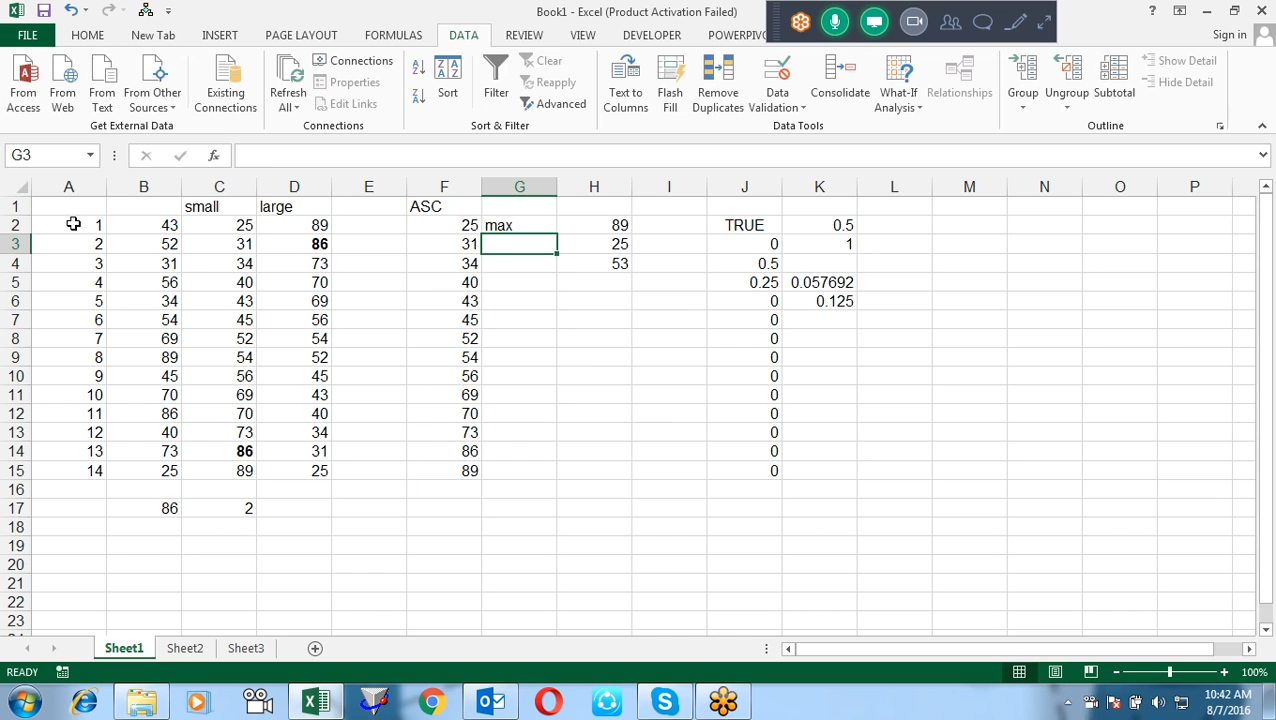 Book1 - Excel (Product Activation Failed)
FILE HOME New Tab INSERT PAGE LAYOUT FORMULAS DATA REVIEW VIEW DEVELOPER POWERPIV Sign in
From Access
From Web
From Text
From Other Sources
Existing Connections
Refresh All
Connections
Properties
Edit Links
Sort
Filter
Clear
Reapply
Advanced
Text to Columns
Flash Fill
Remove Duplicates
Data Validation
Consolidate
What-If Analysis
Relationships
Group
Ungroup
Subtotal
Show Detail
Hide Detail
Get External Data Connections Sort & Filter Data Tools Outline
G3 fx
A B C D E F G H I J K L M N O P
1 small large ASC
2 1 43 25 89 25 max 89 TRUE 0.5
3 2 52 31 86 31 25 0 1
4 3 31 34 73 34 53 0.5
5 4 56 40 70 40 0.25 0.057692
6 34 43 69 43 0 0.125
7 6 54 45 56 45 0
8 7 69 52 54 52 0
9 8 89 54 52 54 0
10 9 45 56 45 56 0
11 10 70 69 43 69 0
12 11 86 70 40 70 0
13 12 40 73 34 73 0
14 13 73 86 31 86 0
15 14 25 89 25 89 0
16
17 86 2
18
19
20
21
22
23
Sheet1 Sheet2 Sheet3
READY 100%
10:42 AM
8/7/2016